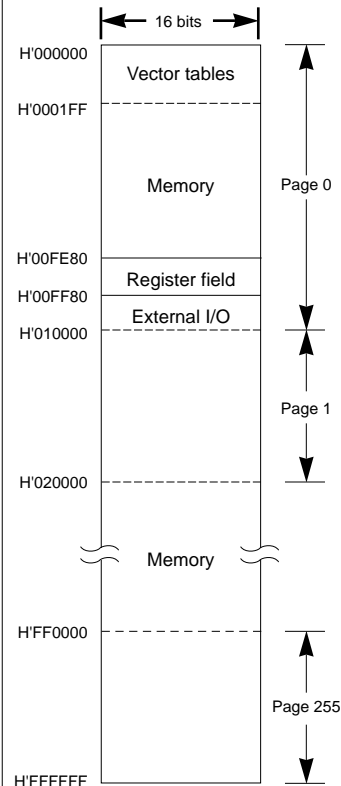 16 bits
H'000000
Vector tables
H'0001FF
Memory
Page 0
H'00FE80
Register field
H'00FF80
External I/O
H'010000
Page 1
H'020000
Memory
H'FF0000
Page 255
H'FFFFFF